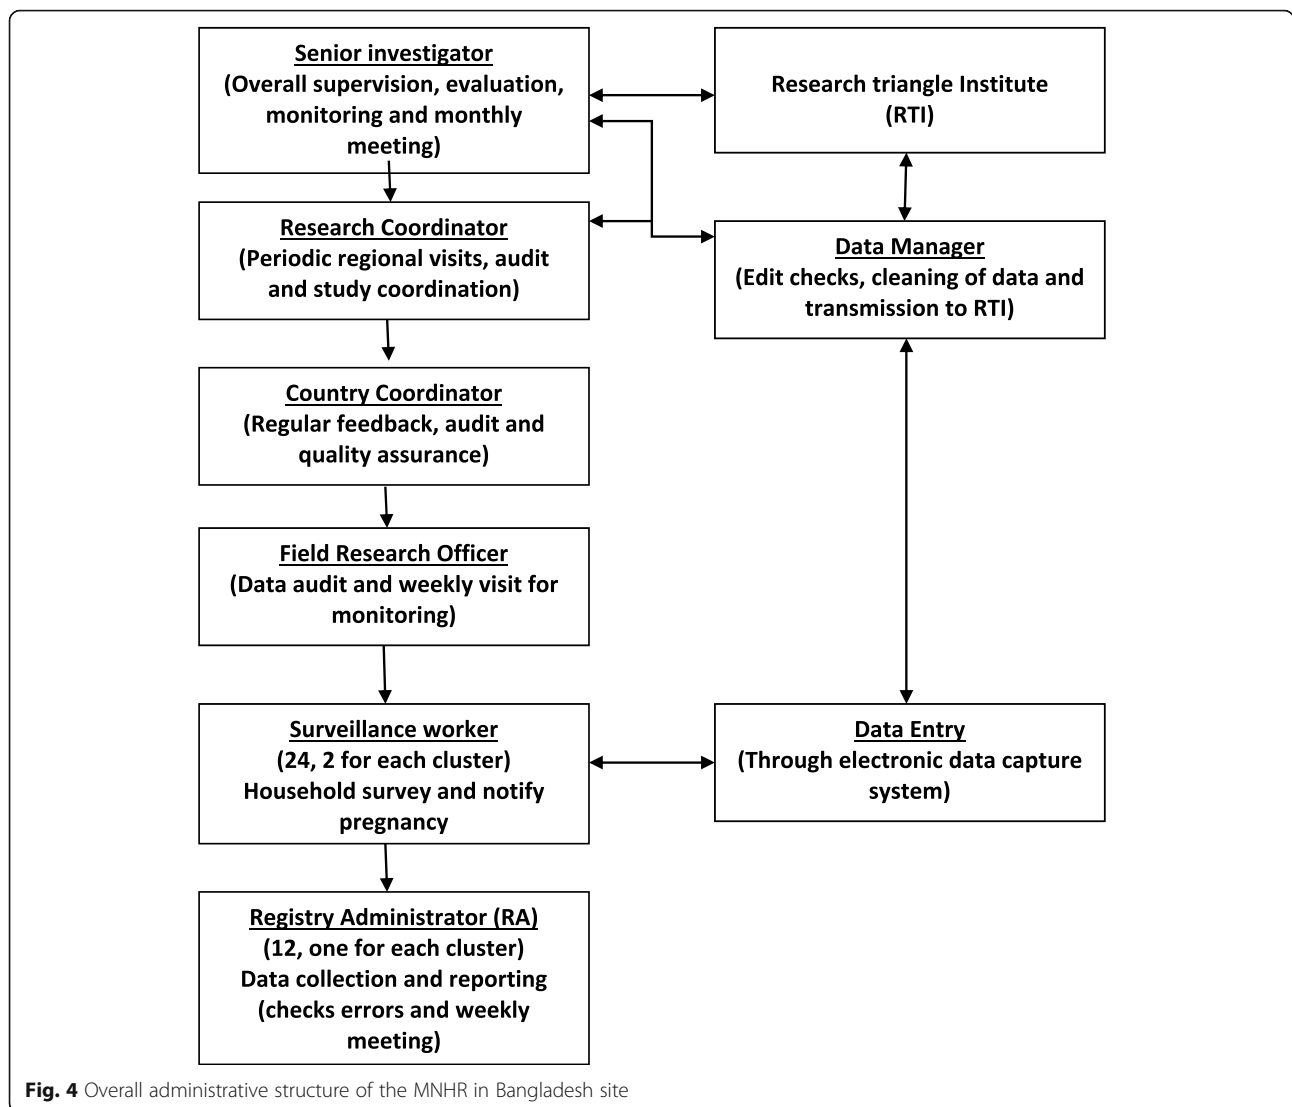 Senior investigator
(Overall supervision, evaluation,
monitoring and monthly
meeting)
Research triangle Institute
(RTI)
Research Coordinator
(Periodic regional visits, audit
and study coordination)
Data Manager
(Edit checks, cleaning of data and
transmission to RTI)
Country Coordinator
(Regular feedback, audit and
quality assurance)
Field Research Officer
(Data audit and weekly visit for
monitoring)
Surveillance worker
(24, 2 for each cluster)
Household survey and notify
pregnancy
Data Entry
(Through electronic data capture
system)
Registry Administrator (RA)
(12, one for each cluster)
Data collection and reporting
(checks errors and weekly
meeting)
Fig. 4 Overall administrative structure of the MNHR in Bangladesh site